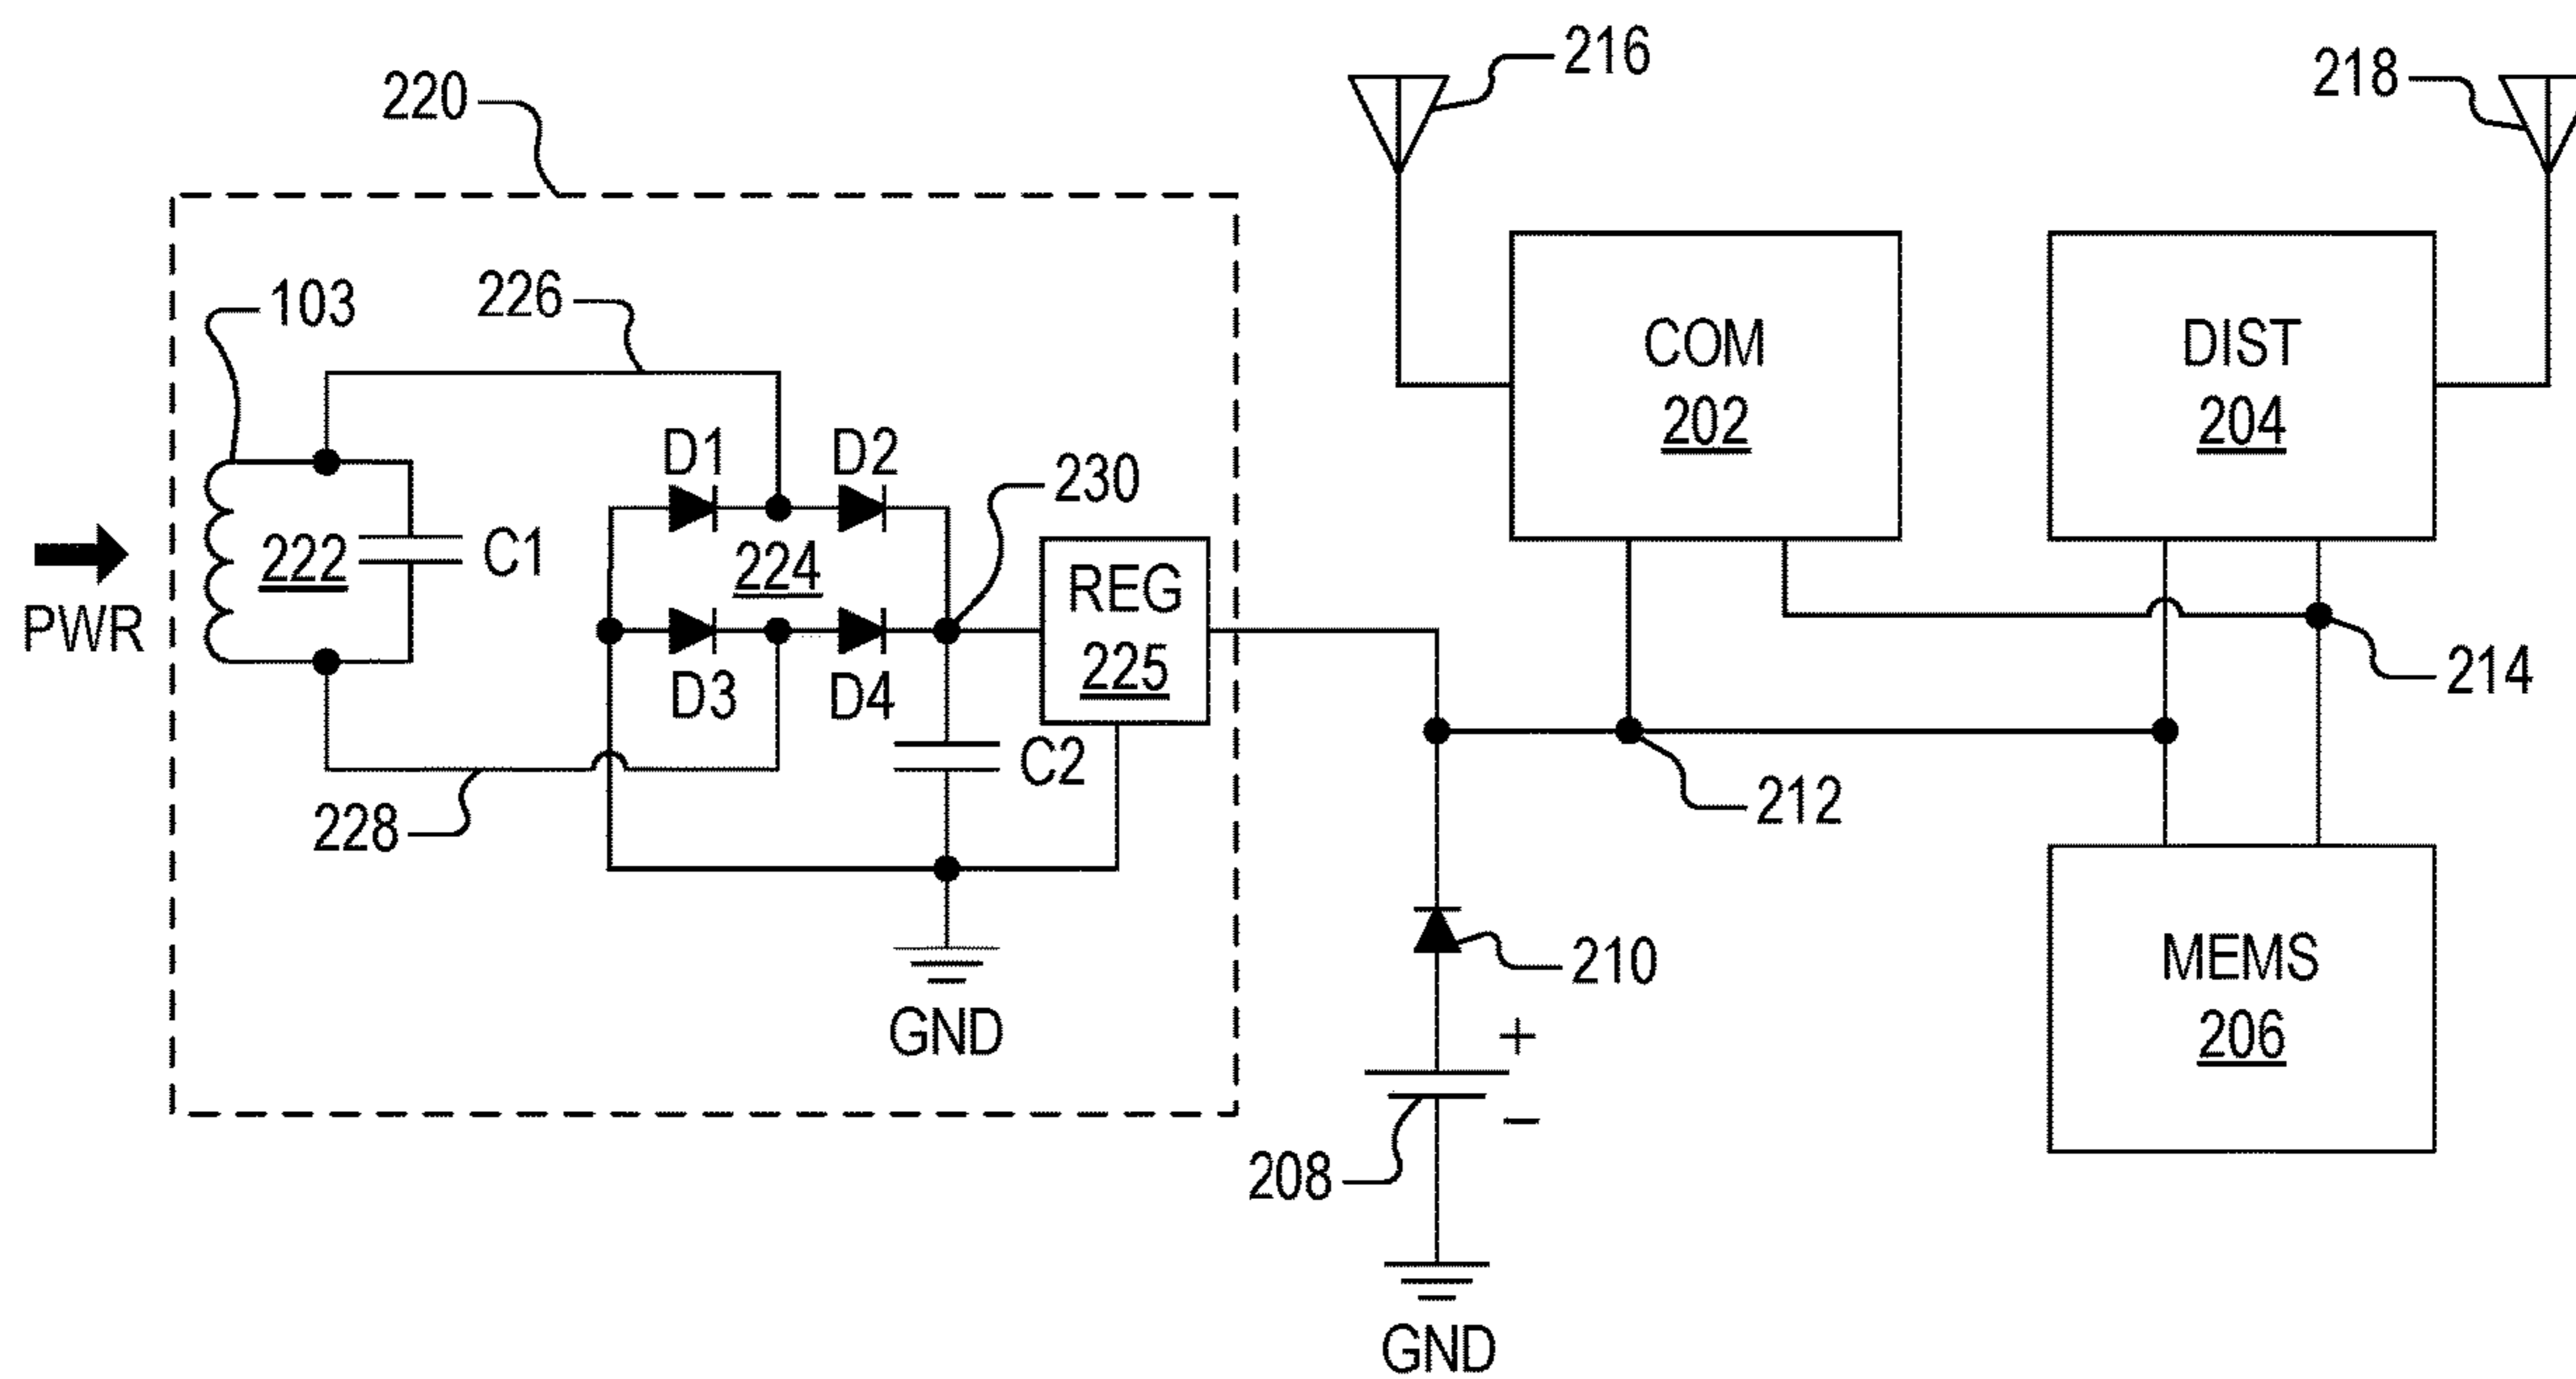 216
218
220
103
226
COM
202
DIST
204
D1
D2
230
222
C1
224
REG
225
PWR
D3
D4
214
C2
212
228
210
MEMS
206
GND
+
−
208
GND